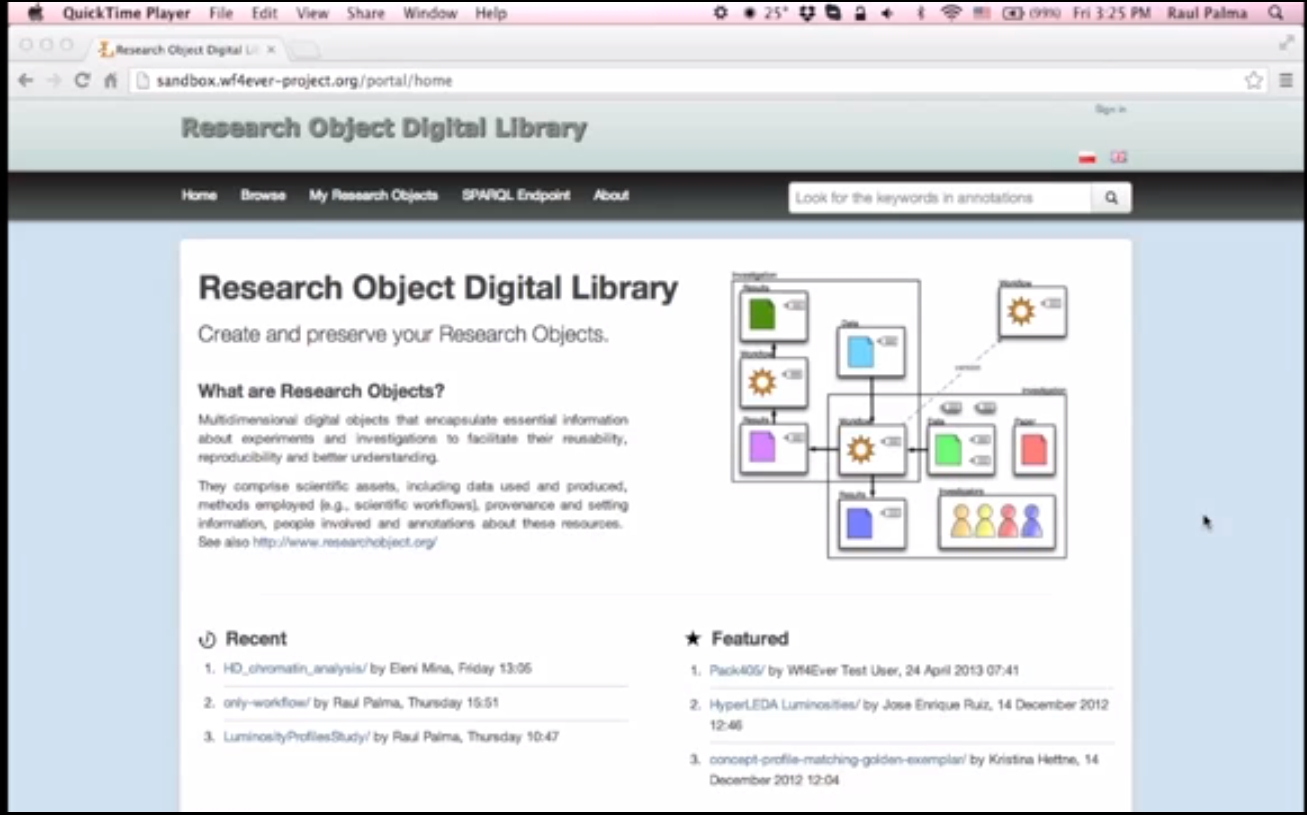 QuickTime Player File Edit View Share Window Help 25° (99%) Fri 3:25 PM Raul Palma
Research Object Digital Li
sandbox.wf4ever-project.org/portal/home
Sign in
Research Object Digital Library
Home Browse My Research Objects SPARQL Endpoint About Look for the keywords in annotations
Research Object Digital Library
Create and preserve your Research Objects.
What are Research Objects?
Multidimensional digital objects that encapsulate essential information
about experiments and investigations to facilitate their reusability,
reproducibility and better understanding.
They comprise scientific assets, including data used and produced,
methods employed (e.g., scientific workflows), provenance and setting
information, people involved and annotations about these resources.
See also http://www.researchobject.org/
Investigation
Results
Workflow
Data
Workflow
version
Investigation
Results
Workflow
Data
Paper
Results
Investigators
Recent
1. HD_chromatin_analysis/ by Eleni Mina, Friday 13:05
2. only-workflow/ by Raul Palma, Thursday 15:51
3. LuminosityProfilesStudy/ by Raul Palma, Thursday 10:47
Featured
1. Pack405/ by Wf4Ever Test User, 24 April 2013 07:41
2. HyperLEDA Luminosities/ by Jose Enrique Ruiz, 14 December 2012
12:46
3. concept-profile-matching-golden-exemplar/ by Kristina Hettne, 14
December 2012 12:04